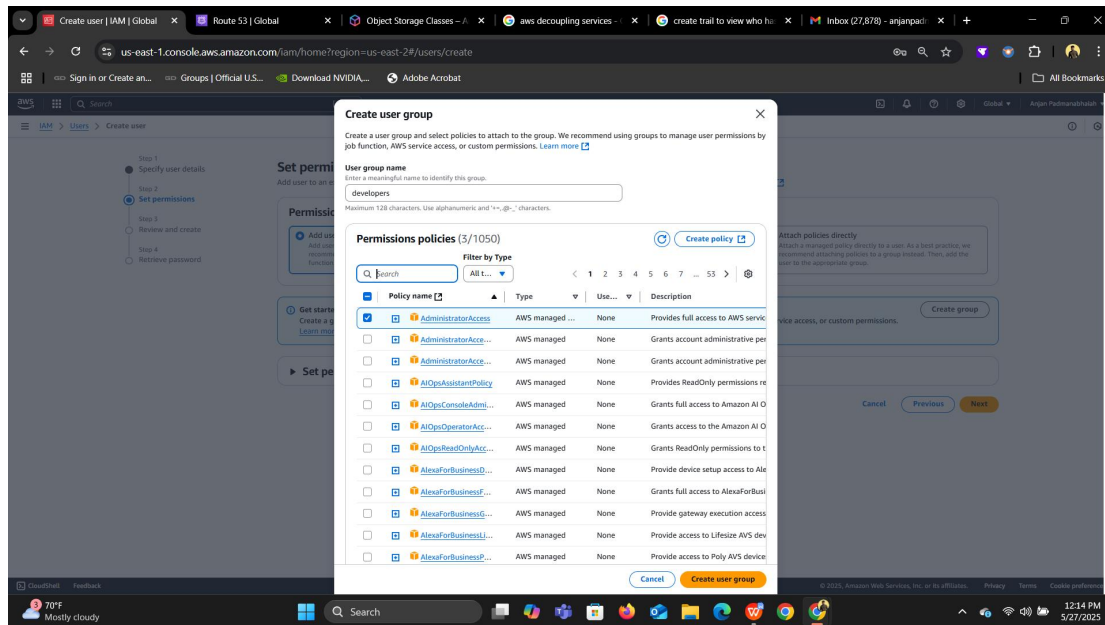 Create user | IAM | Global
Route 53 | Global
Object Storage Classes – A
aws decoupling services -
create trail to view who ha
Inbox (27,878) - anjanpadr
us-east-1.console.aws.amazon.com/iam/home?region=us-east-2#/users/create
Sign in or Create an...
Groups | Official U.S...
Download NVIDIA,...
Adobe Acrobat
All Bookmarks
aws
Search
Global
Anjan Padmanabhaiah
IAM > Users > Create user
Step 1
Specify user details
Step 2
Set permissions
Step 3
Review and create
Step 4
Retrieve password
Set permi
Add user to an e
Permissio
Add use
Attach policies directly
Attach a managed policy directly to a user. As a best practice, we
recommend attaching policies to a group instead. Then, add the
user to the appropriate group.
Get starte
Create a g
Learn mor
vice access, or custom permissions.
Create group
Set pe
Cancel
Previous
Next
Create user group
Create a user group and select policies to attach to the group. We recommend using groups to manage user permissions by
job function, AWS service access, or custom permissions. Learn more
User group name
Enter a meaningful name to identify this group.
developers
Maximum 128 characters. Use alphanumeric and '+=,.@-_' characters.
Permissions policies (3/1050)
Create policy
Filter by Type
Search
All t...
1 2 3 4 5 6 7 ... 53
Policy name Type Use... Description
AdministratorAccess AWS managed ... None Provides full access to AWS servic
AdministratorAcce... AWS managed None Grants account administrative per
AdministratorAcce... AWS managed None Grants account administrative per
AIOpsAssistantPolicy AWS managed None Provides ReadOnly permissions re
AIOpsConsoleAdmi... AWS managed None Grants full access to Amazon AI O
AIOpsOperatorAcc... AWS managed None Grants access to the Amazon AI O
AIOpsReadOnlyAcc... AWS managed None Grants ReadOnly permissions to t
AlexaForBusinessD... AWS managed None Provide device setup access to Ale
AlexaForBusinessF... AWS managed None Grants full access to AlexaForBusi
AlexaForBusinessG... AWS managed None Provide gateway execution access
AlexaForBusinessLi... AWS managed None Provide access to Lifesize AVS dev
AlexaForBusinessP... AWS managed None Provide access to Poly AVS device
Cancel
Create user group
CloudShell Feedback
© 2025, Amazon Web Services, Inc. or its affiliates. Privacy Terms Cookie preference
3
70°F
Mostly cloudy
Search
12:14 PM
5/27/2025